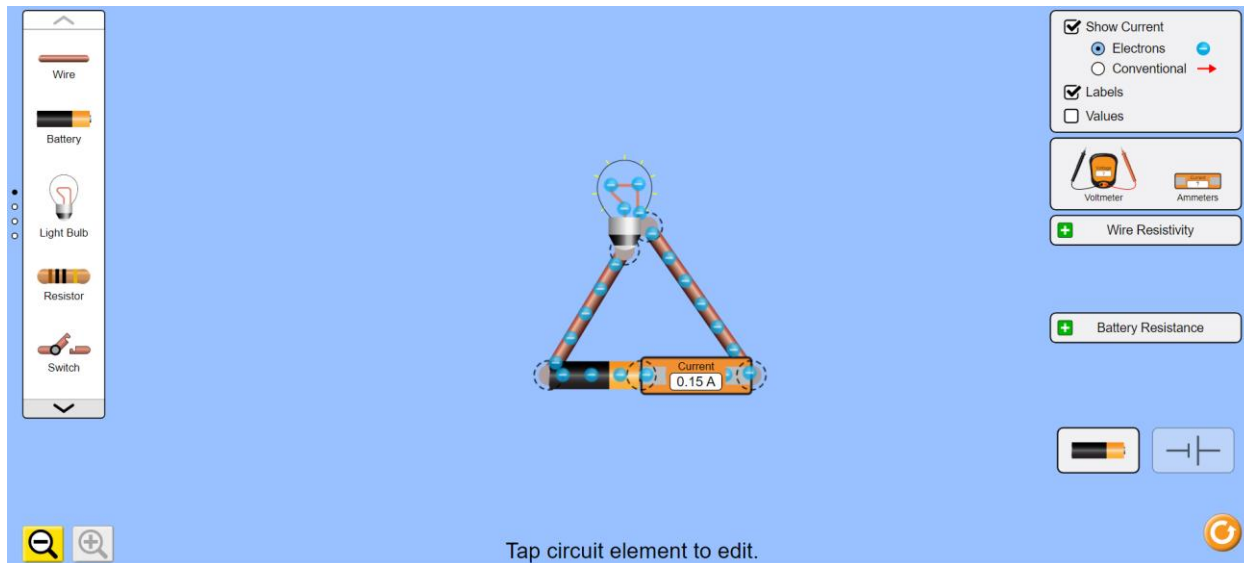 Wire
Battery
Light Bulb
Resistor
Switch
Current
0.15 A
Tap circuit element to edit.
Show Current
Electrons
Conventional
Labels
Values
Voltmeter
Ammeters
Wire Resistivity
Battery Resistance